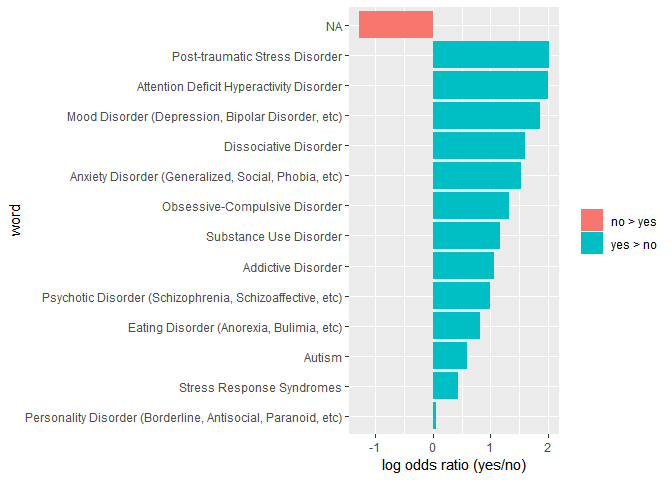 NA
Post-traumatic Stress Disorder
Attention Deficit Hyperactivity Disorder
Mood Disorder (Depression, Bipolar Disorder, etc)
Dissociative Disorder
Anxiety Disorder (Generalized, Social, Phobia, etc)
Obsessive-Compulsive Disorder
Substance Use Disorder
Addictive Disorder
Psychotic Disorder (Schizophrenia, Schizoaffective, etc)
Eating Disorder (Anorexia, Bulimia, etc)
Autism
Stress Response Syndromes
Personality Disorder (Borderline, Antisocial, Paranoid, etc)
word
-1 0 1 2
log odds ratio (yes/no)
no > yes
yes > no